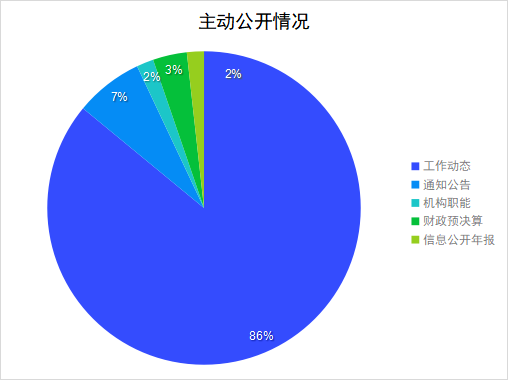 主动公开情况
2%
3%
2%
7%
86%
工作动态
通知公告
机构职能
财政预决算
信息公开年报